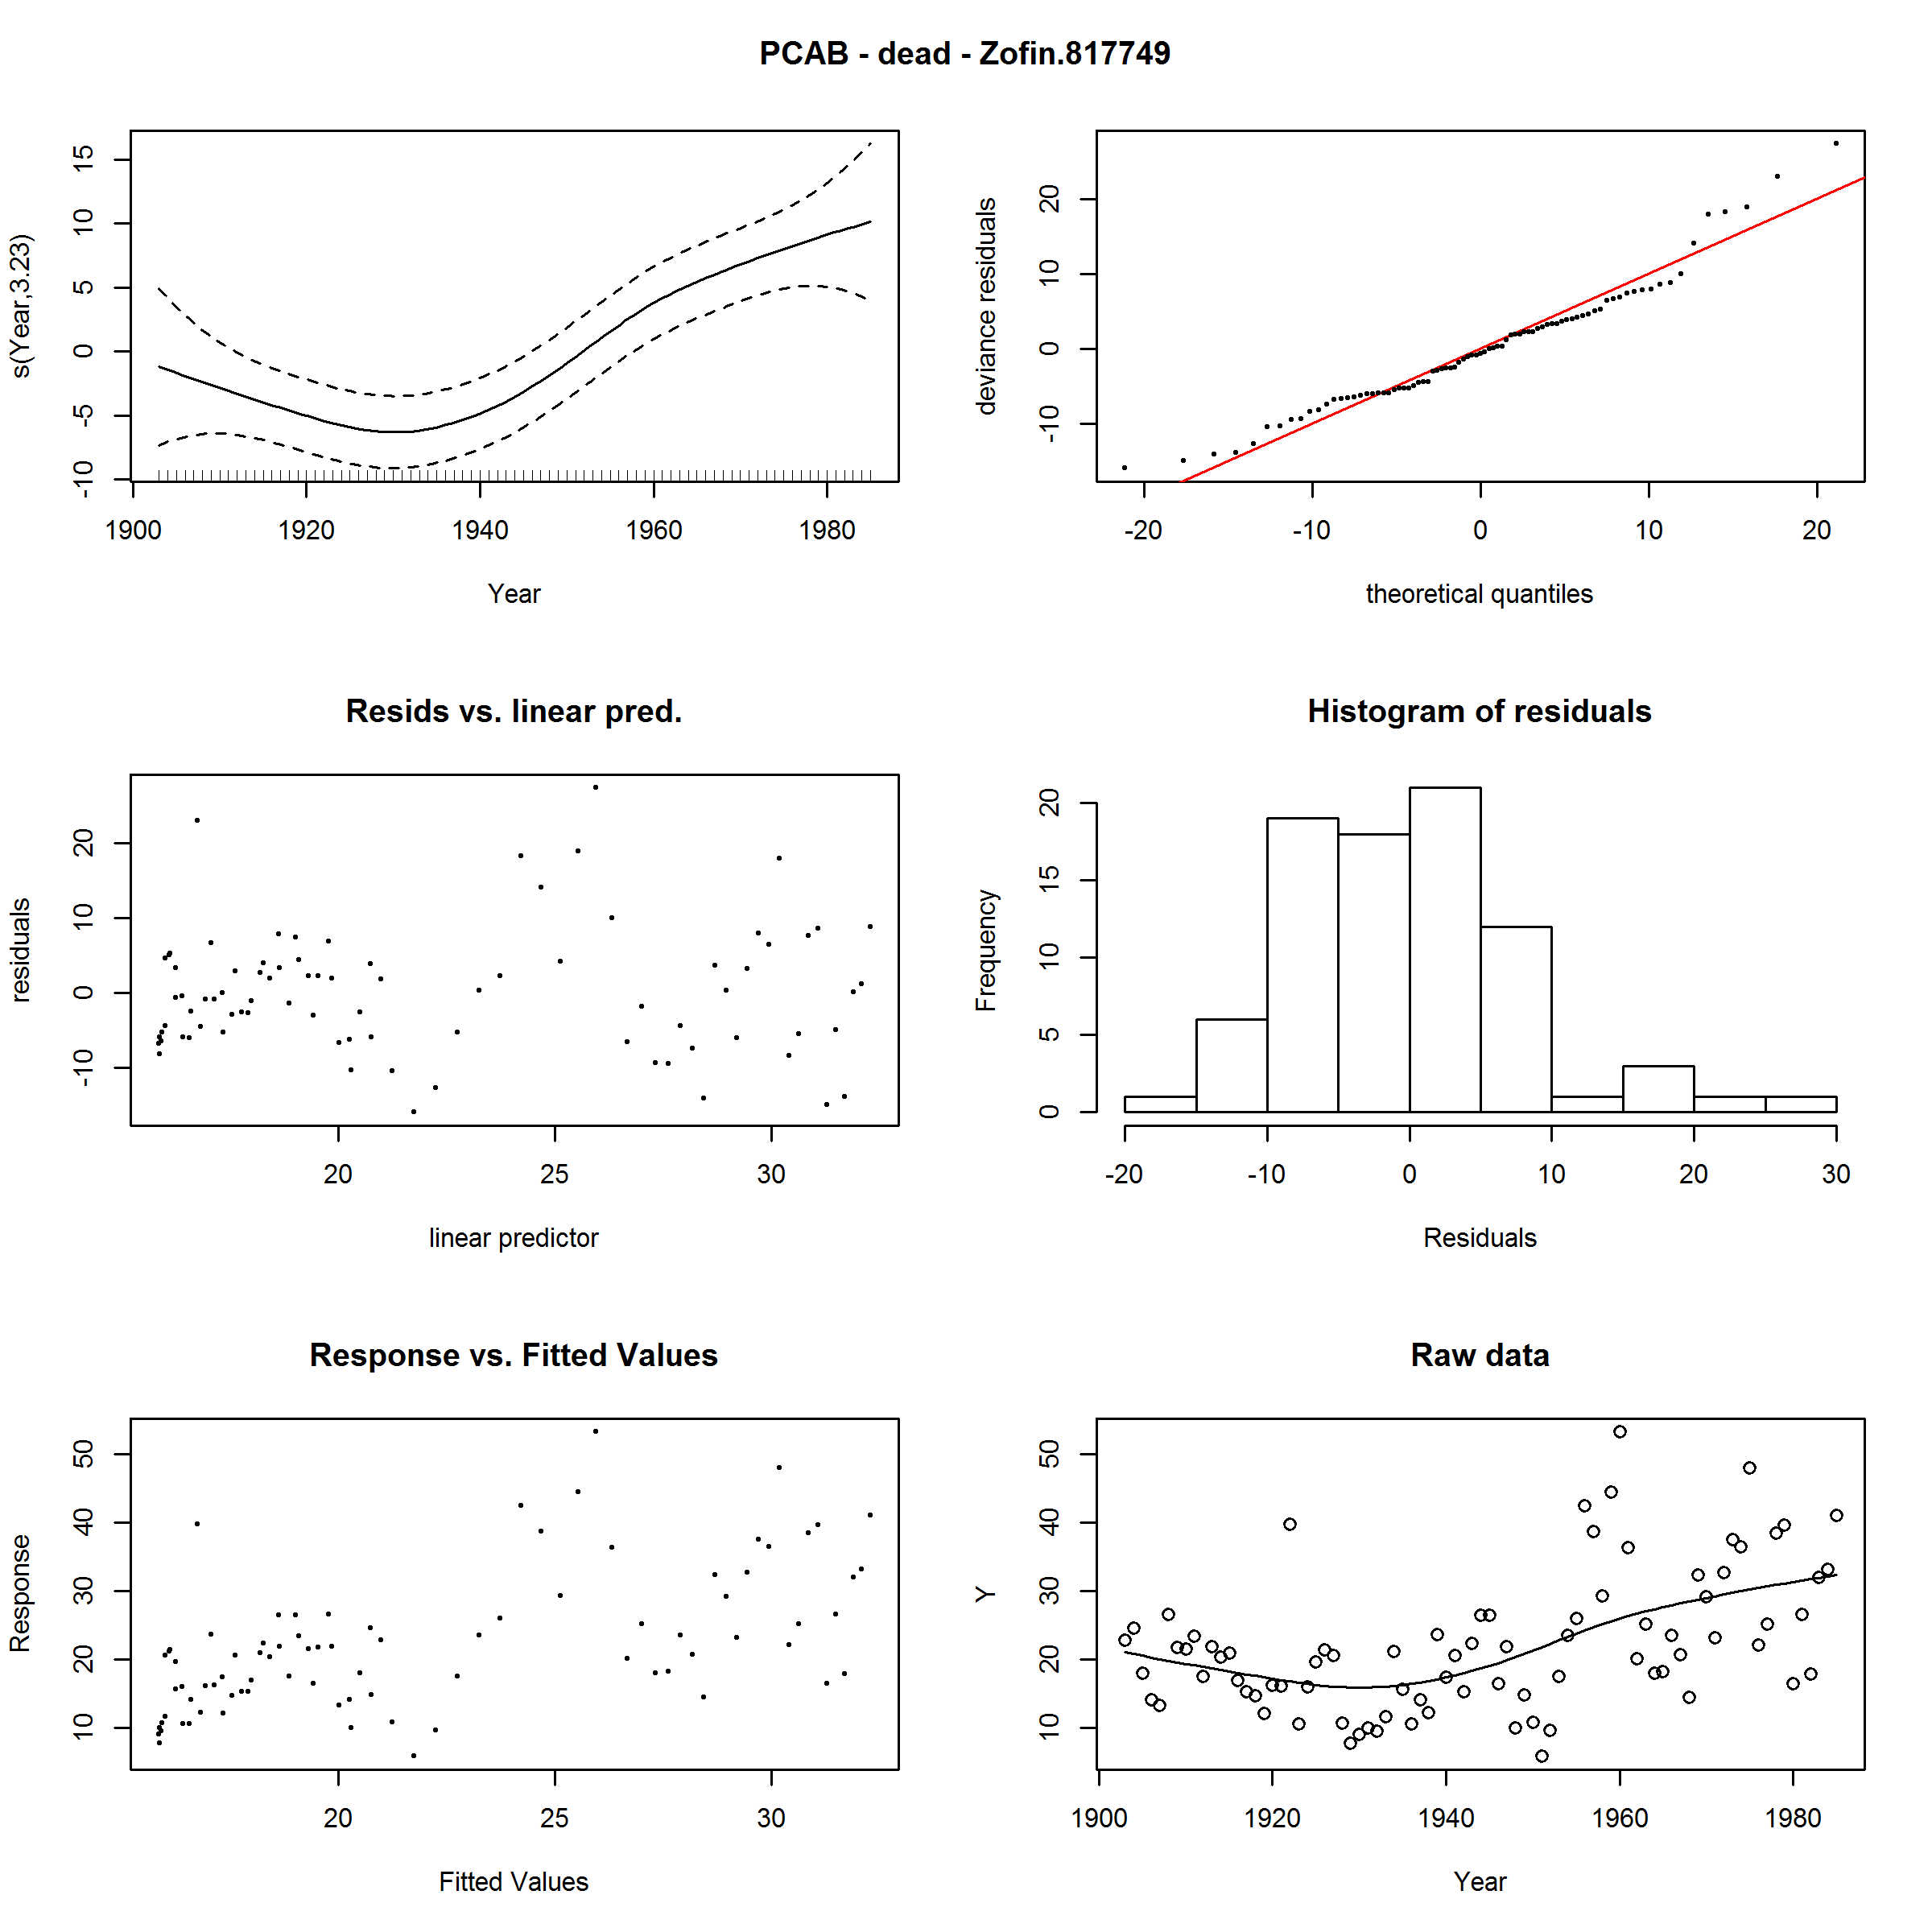 PCAB - dead - Zofin.817749
s(Year,3.23)
-10 -5 0 5 10 15
1900 1920 1940 1960 1980
Year
deviance residuals
-10 0 10 20
-20 -10 0 10 20
theoretical quantiles
Resids vs. linear pred.
residuals
-10 0 10 20
20 25 30
linear predictor
Histogram of residuals
Frequency
0 5 10 15 20
-20 -10 0 10 20 30
Residuals
Response vs. Fitted Values
Response
10 20 30 40 50
20 25 30
Fitted Values
Raw data
Y
10 20 30 40 50
1900 1920 1940 1960 1980
Year